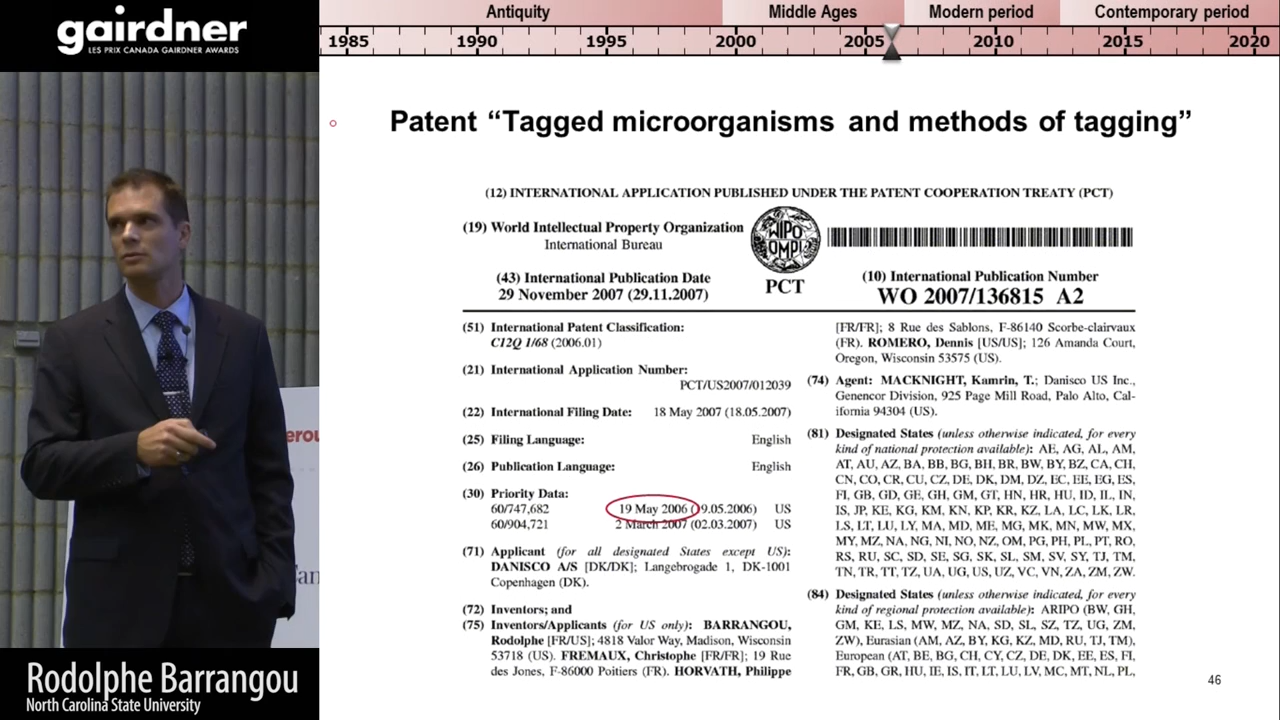 gairdner
LES PRIX CANADA GAIRDNER AWARDS
Antiquity Middle Ages Modern period Contemporary period
1985 1990 1995 2000 2005 2010 2015 2020
Patent “Tagged microorganisms and methods of tagging”
(12) INTERNATIONAL APPLICATION PUBLISHED UNDER THE PATENT COOPERATION TREATY (PCT)
(19) World Intellectual Property Organization
International Bureau
WIPO
OMPI
PCT
(43) International Publication Date
29 November 2007 (29.11.2007)
(10) International Publication Number
WO 2007/136815 A2
(51) International Patent Classification:
C12Q 1/68 (2006.01)
(21) International Application Number:
PCT/US2007/012039
(22) International Filing Date: 18 May 2007 (18.05.2007)
(25) Filing Language: English
(26) Publication Language: English
(30) Priority Data:
60/747,682 19 May 2006 (19.05.2006) US
60/904,721 2 March 2007 (02.03.2007) US
(71) Applicant (for all designated States except US):
DANISCO A/S [DK/DK]; Langebrogade 1, DK-1001
Copenhagen (DK).
(72) Inventors; and
(75) Inventors/Applicants (for US only): BARRANGOU,
Rodolphe [FR/US]; 4818 Valor Way, Madison, Wisconsin
53718 (US). FREMAUX, Christophe [FR/FR]; 19 Rue
des Jones, F-86000 Poitiers (FR). HORVATH, Philippe
[FR/FR]; 8 Rue des Sablons, F-86140 Scorbe-clairvaux
(FR). ROMERO, Dennis [US/US]; 126 Amanda Court,
Oregon, Wisconsin 53575 (US).
(74) Agent: MACKNIGHT, Kamrin, T.; Danisco US Inc.,
Genencor Division, 925 Page Mill Road, Palo Alto, Cal-
ifornia 94304 (US).
(81) Designated States (unless otherwise indicated, for every
kind of national protection available): AE, AG, AL, AM,
AT, AU, AZ, BA, BB, BG, BH, BR, BW, BY, BZ, CA, CH,
CN, CO, CR, CU, CZ, DE, DK, DM, DZ, EC, EE, EG, ES,
FI, GB, GD, GE, GH, GM, GT, HN, HR, HU, ID, IL, IN,
IS, JP, KE, KG, KM, KN, KP, KR, KZ, LA, LC, LK, LR,
LS, LT, LU, LY, MA, MD, ME, MG, MK, MN, MW, MX,
MY, MZ, NA, NG, NI, NO, NZ, OM, PG, PH, PL, PT, RO,
RS, RU, SC, SD, SE, SG, SK, SL, SM, SV, SY, TJ, TM,
TN, TR, TT, TZ, UA, UG, US, UZ, VC, VN, ZA, ZM, ZW.
(84) Designated States (unless otherwise indicated, for every
kind of regional protection available): ARIPO (BW, GH,
GM, KE, LS, MW, MZ, NA, SD, SL, SZ, TZ, UG, ZM,
ZW), Eurasian (AM, AZ, BY, KG, KZ, MD, RU, TJ, TM),
European (AT, BE, BG, CH, CY, CZ, DE, DK, EE, ES, FI,
FR, GB, GR, HU, IE, IS, IT, LT, LU, LV, MC, MT, NL, PL,
46
Rodolphe Barrangou
North Carolina State University